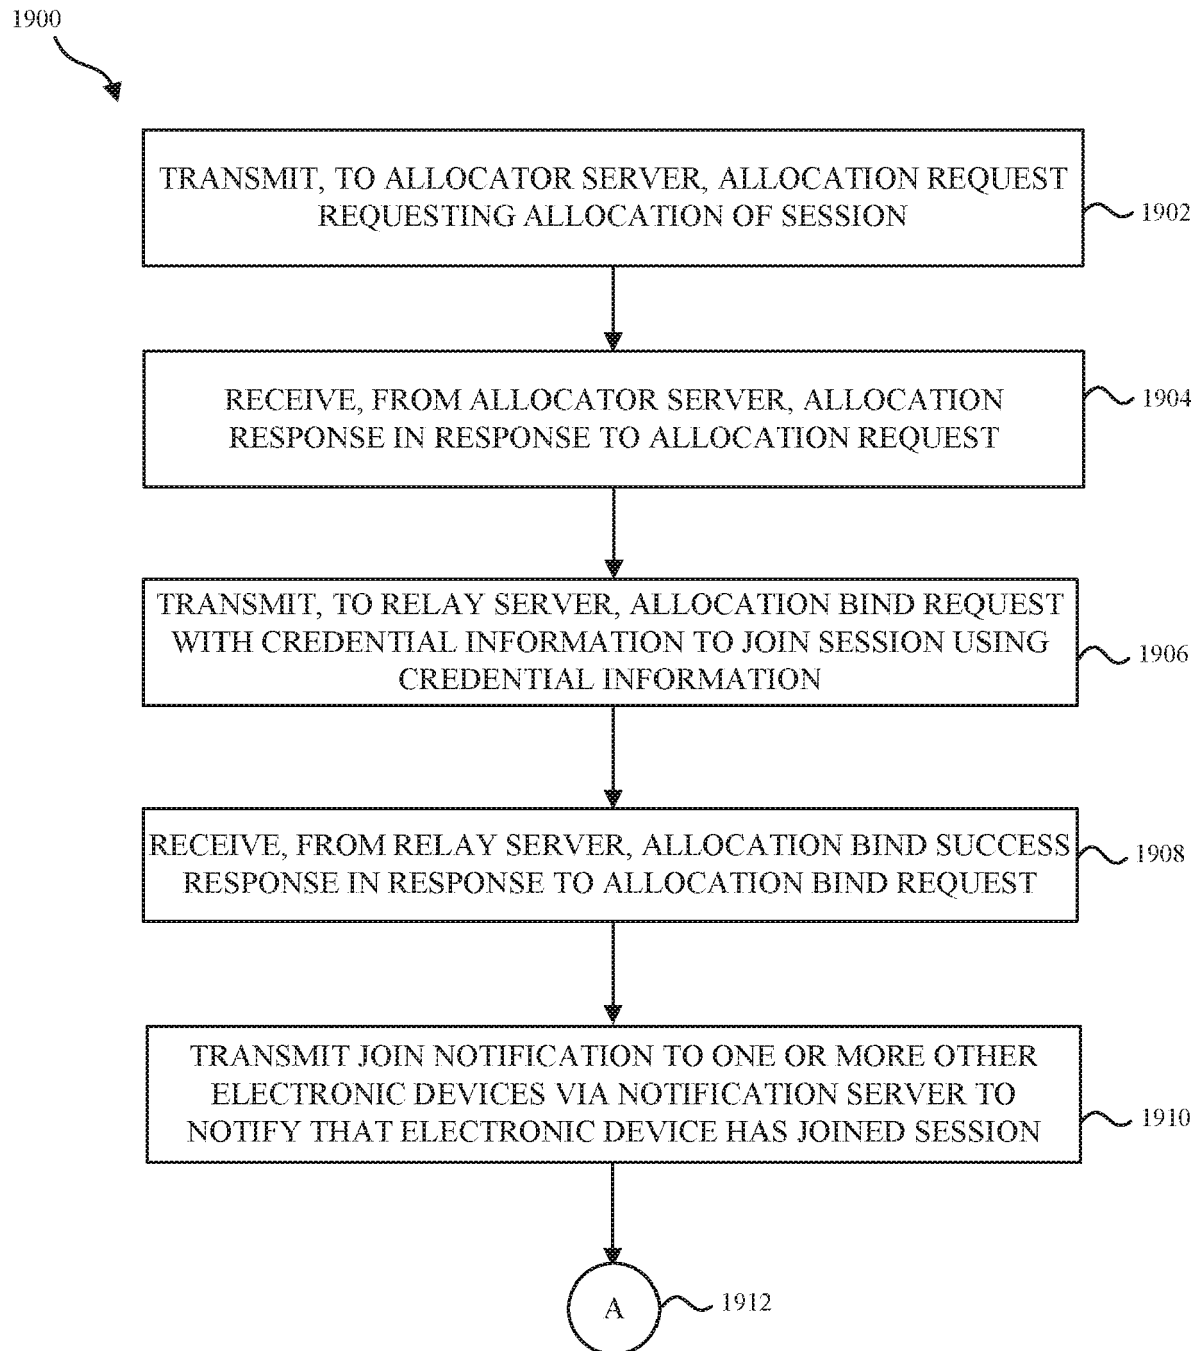 1900
TRANSMIT, TO ALLOCATOR SERVER, ALLOCATION REQUEST
REQUESTING ALLOCATION OF SESSION
1902
RECEIVE, FROM ALLOCATOR SERVER, ALLOCATION
RESPONSE IN RESPONSE TO ALLOCATION REQUEST
1904
TRANSMIT, TO RELAY SERVER, ALLOCATION BIND REQUEST
WITH CREDENTIAL INFORMATION TO JOIN SESSION USING
CREDENTIAL INFORMATION
1906
RECEIVE, FROM RELAY SERVER, ALLOCATION BIND SUCCESS
RESPONSE IN RESPONSE TO ALLOCATION BIND REQUEST
1908
TRANSMIT JOIN NOTIFICATION TO ONE OR MORE OTHER
ELECTRONIC DEVICES VIA NOTIFICATION SERVER TO
NOTIFY THAT ELECTRONIC DEVICE HAS JOINED SESSION
1910
A
1912